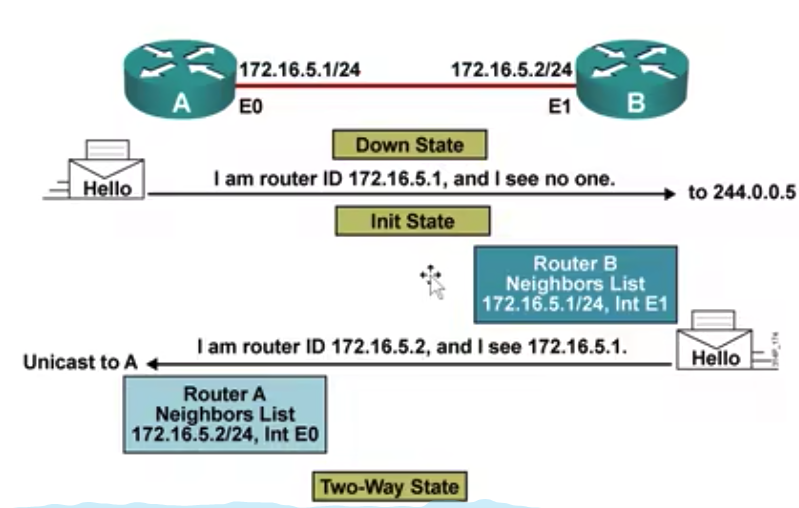 172.16.5.1/24
172.16.5.2/24
A
E0
E1
B
Down State
Hello
I am router ID 172.16.5.1, and I see no one.
to 244.0.0.5
Init State
Router B
Neighbors List
172.16.5.1/24, Int E1
I am router ID 172.16.5.2, and I see 172.16.5.1.
Hello
Unicast to A
Router A
Neighbors List
172.16.5.2/24, Int E0
Two-Way State